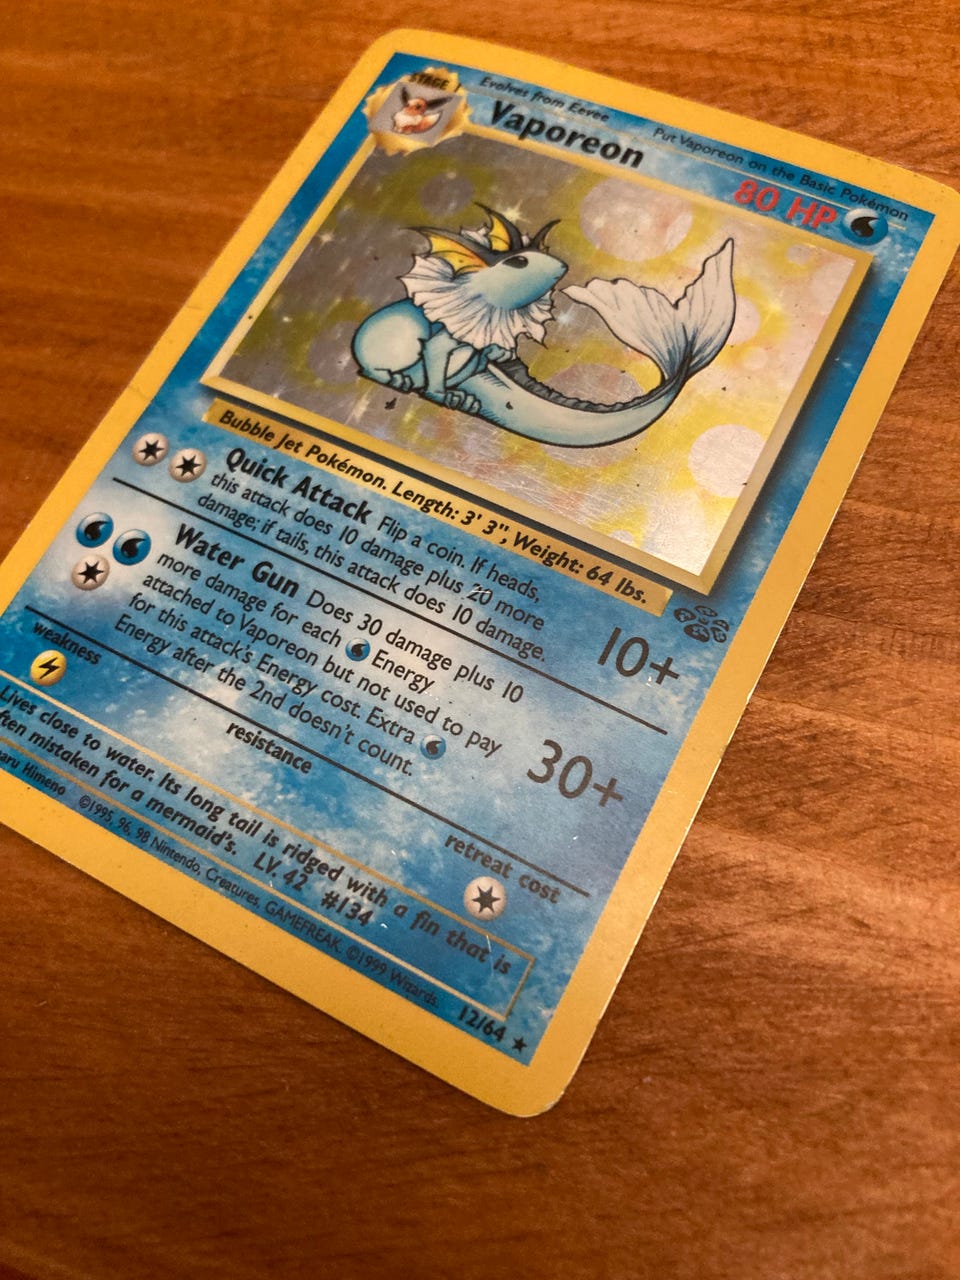 STAGE 1
Evolves from Eevee
Put Vaporeon on the Basic Pokémon
Vaporeon
80 HP
Bubble Jet Pokémon. Length: 3' 3", Weight: 64 lbs.
Quick Attack Flip a coin. If heads,
this attack does 10 damage plus 20 more
damage; if tails, this attack does 10 damage.
10+
Water Gun Does 30 damage plus 10
more damage for each Energy
attached to Vaporeon but not used to pay
for this attack's Energy cost. Extra
Energy after the 2nd doesn't count.
30+
weakness
resistance
retreat cost
Lives close to water. Its long tail is ridged with a fin that is
often mistaken for a mermaid's. LV. 42 #134
Himeno ©1995, 96, 98 Nintendo, Creatures, GAMEFREAK. ©1999 Wizards.
12/64 ★